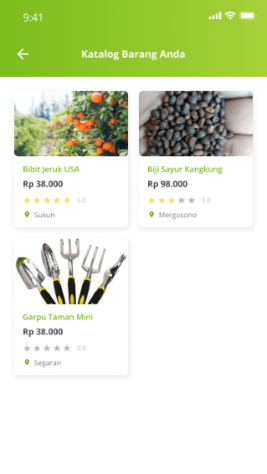 9:41
Katalog Barang Anda
Bibit Jeruk USA
Rp 38.000
5.0
Sukun
Biji Sayur Kangkung
Rp 98.000
3.0
Mergosono
Garpu Taman Mini
Rp 38.000
0.0
Segaran